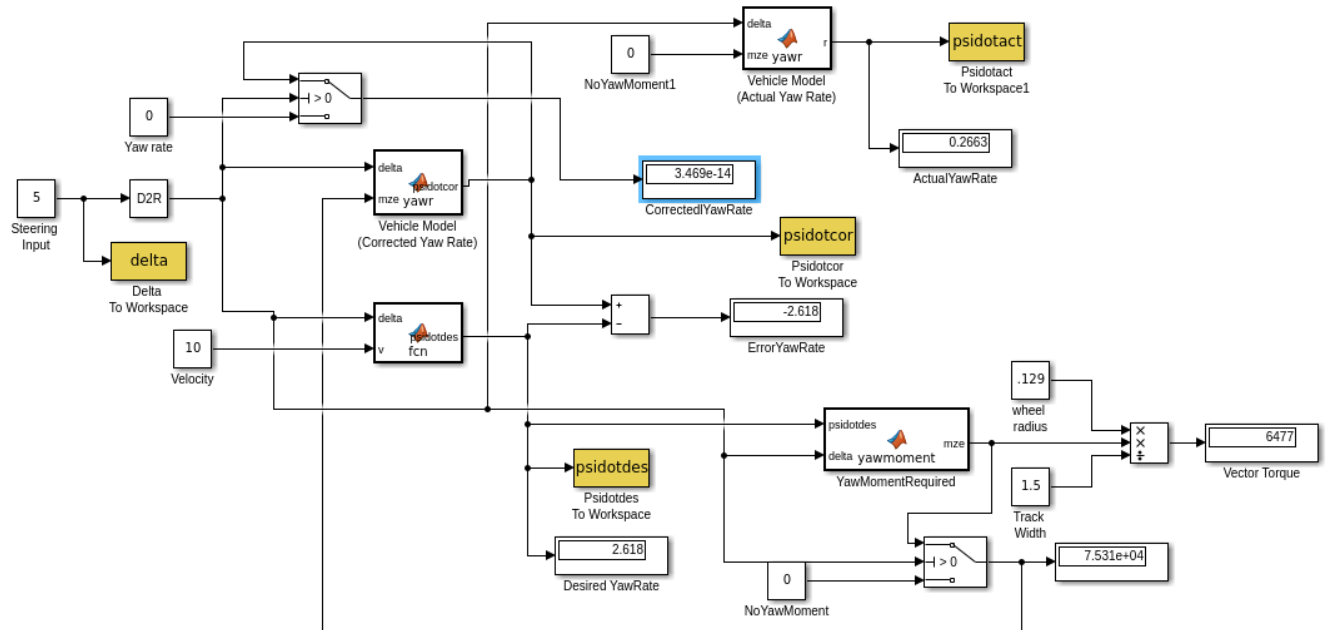 delta
mze
yawr
r
Vehicle Model
(Actual Yaw Rate)
0
NoYawMoment1
psidotact
Psidotact
To Workspace1
0.2663
ActualYawRate
> 0
0
Yaw rate
5
Steering
Input
D2R
delta
Delta
To Workspace
delta
mze
psidotcor
yawr
Vehicle Model
(Corrected Yaw Rate)
3.469e-14
CorrectedlYawRate
psidotcor
Psidotcor
To Workspace
+
−
-2.618
ErrorYawRate
10
Velocity
delta
v
psidotdes
fcn
psidotdes
Psidotdes
To Workspace
2.618
Desired YawRate
psidotdes
delta
mze
yawmoment
YawMomentRequired
.129
wheel
radius
1.5
Track
Width
×
×
÷
6477
Vector Torque
0
NoYawMoment
> 0
7.531e+04